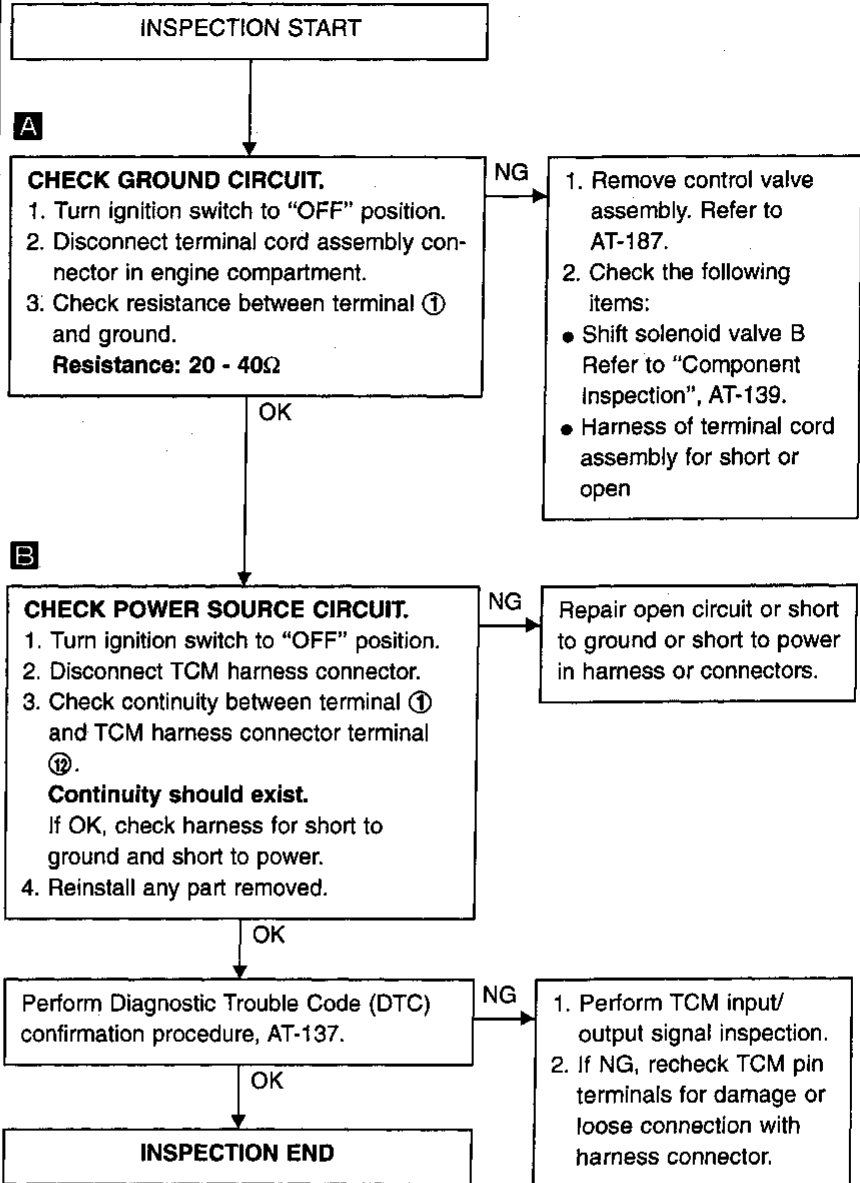 INSPECTION START
A
CHECK GROUND CIRCUIT.
1. Turn ignition switch to “OFF” position.
2. Disconnect terminal cord assembly con-
nector in engine compartment.
3. Check resistance between terminal ①
and ground.
Resistance: 20 - 40Ω
NG
1. Remove control valve
assembly. Refer to
AT-187.
2. Check the following
items:
● Shift solenoid valve B
Refer to “Component
Inspection”, AT-139.
● Harness of terminal cord
assembly for short or
open
OK
B
CHECK POWER SOURCE CIRCUIT.
1. Turn ignition switch to “OFF” position.
2. Disconnect TCM harness connector.
3. Check continuity between terminal ①
and TCM harness connector terminal
⑫.
Continuity should exist.
If OK, check harness for short to
ground and short to power.
4. Reinstall any part removed.
NG
Repair open circuit or short
to ground or short to power
in harness or connectors.
OK
Perform Diagnostic Trouble Code (DTC)
confirmation procedure, AT-137.
NG
1. Perform TCM input/
output signal inspection.
2. If NG, recheck TCM pin
terminals for damage or
loose connection with
harness connector.
OK
INSPECTION END